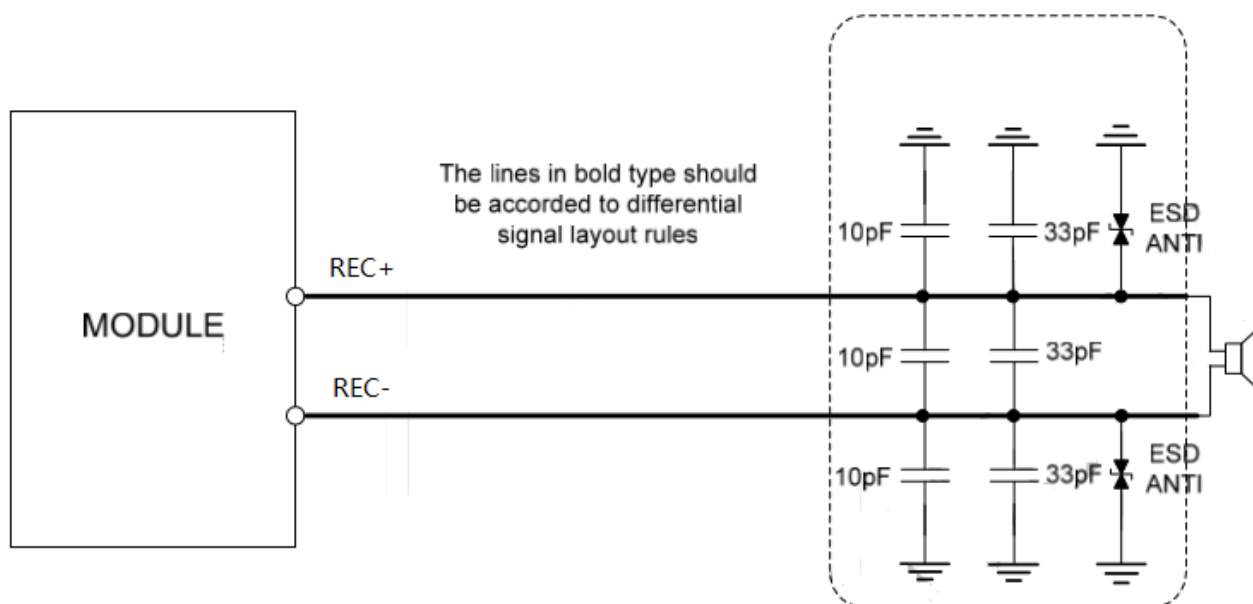 The lines in bold type should
be accorded to differential
signal layout rules
MODULE
REC+
REC-
10pF
33pF
ESD
ANTI
10pF
33pF
10pF
33pF
ESD
ANTI